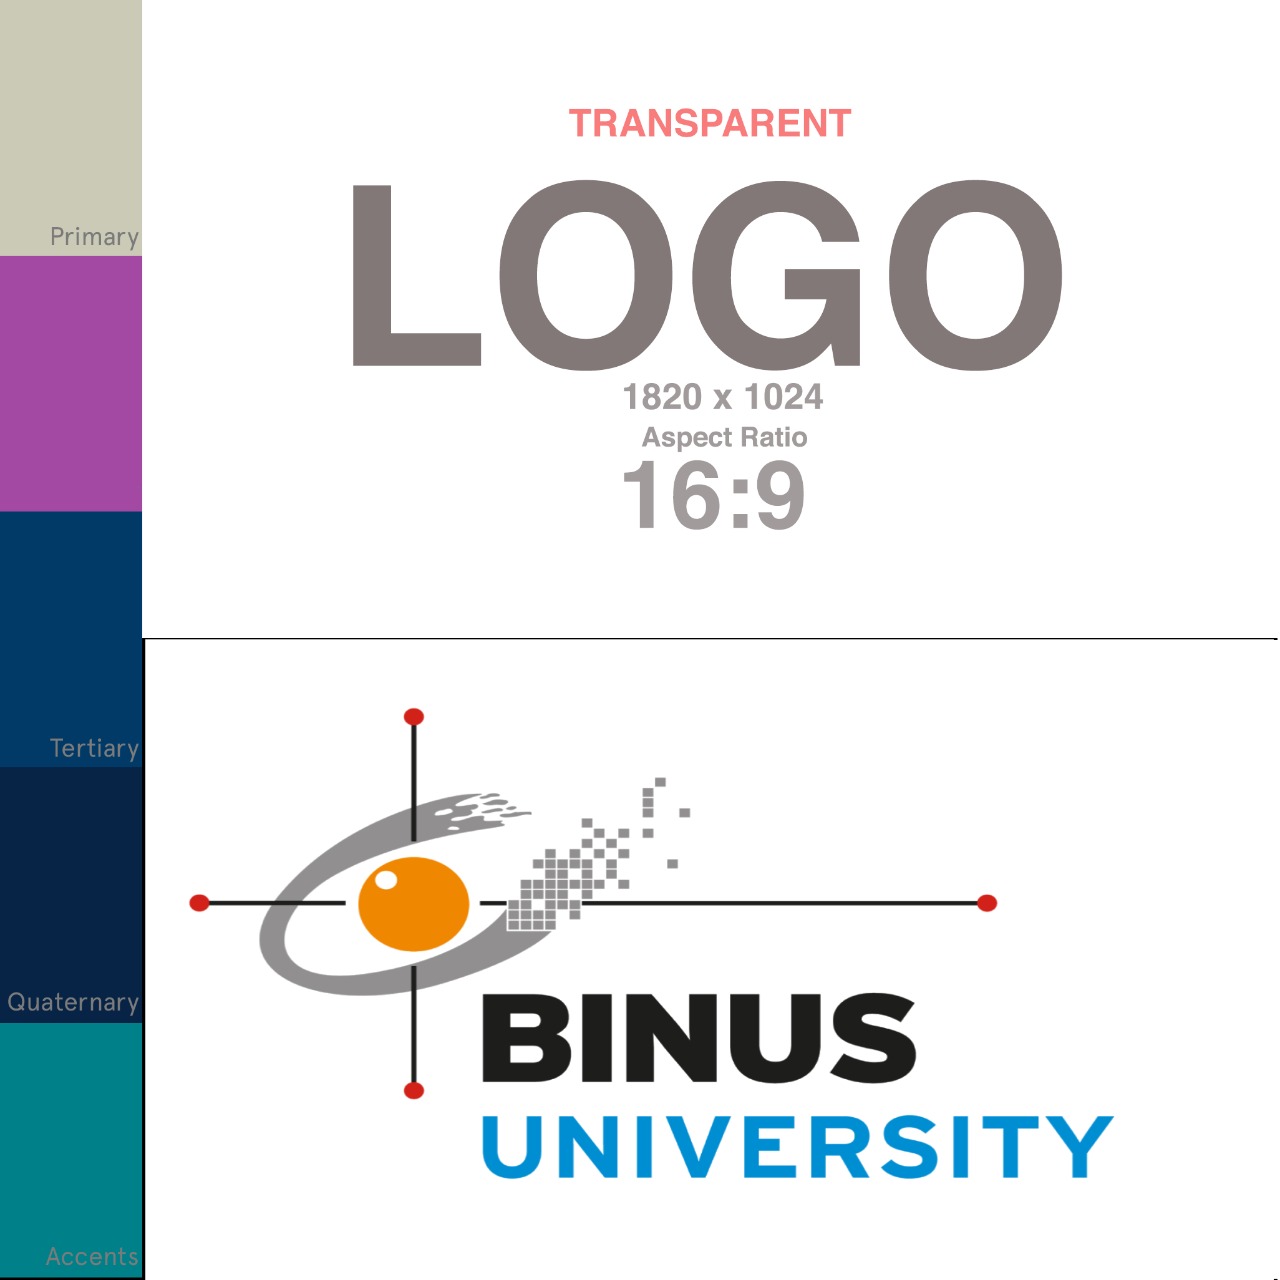 Primary
Tertiary
Quaternary
Accents
TRANSPARENT
LOGO
1820 x 1024
Aspect Ratio
16:9
BINUS
UNIVERSITY